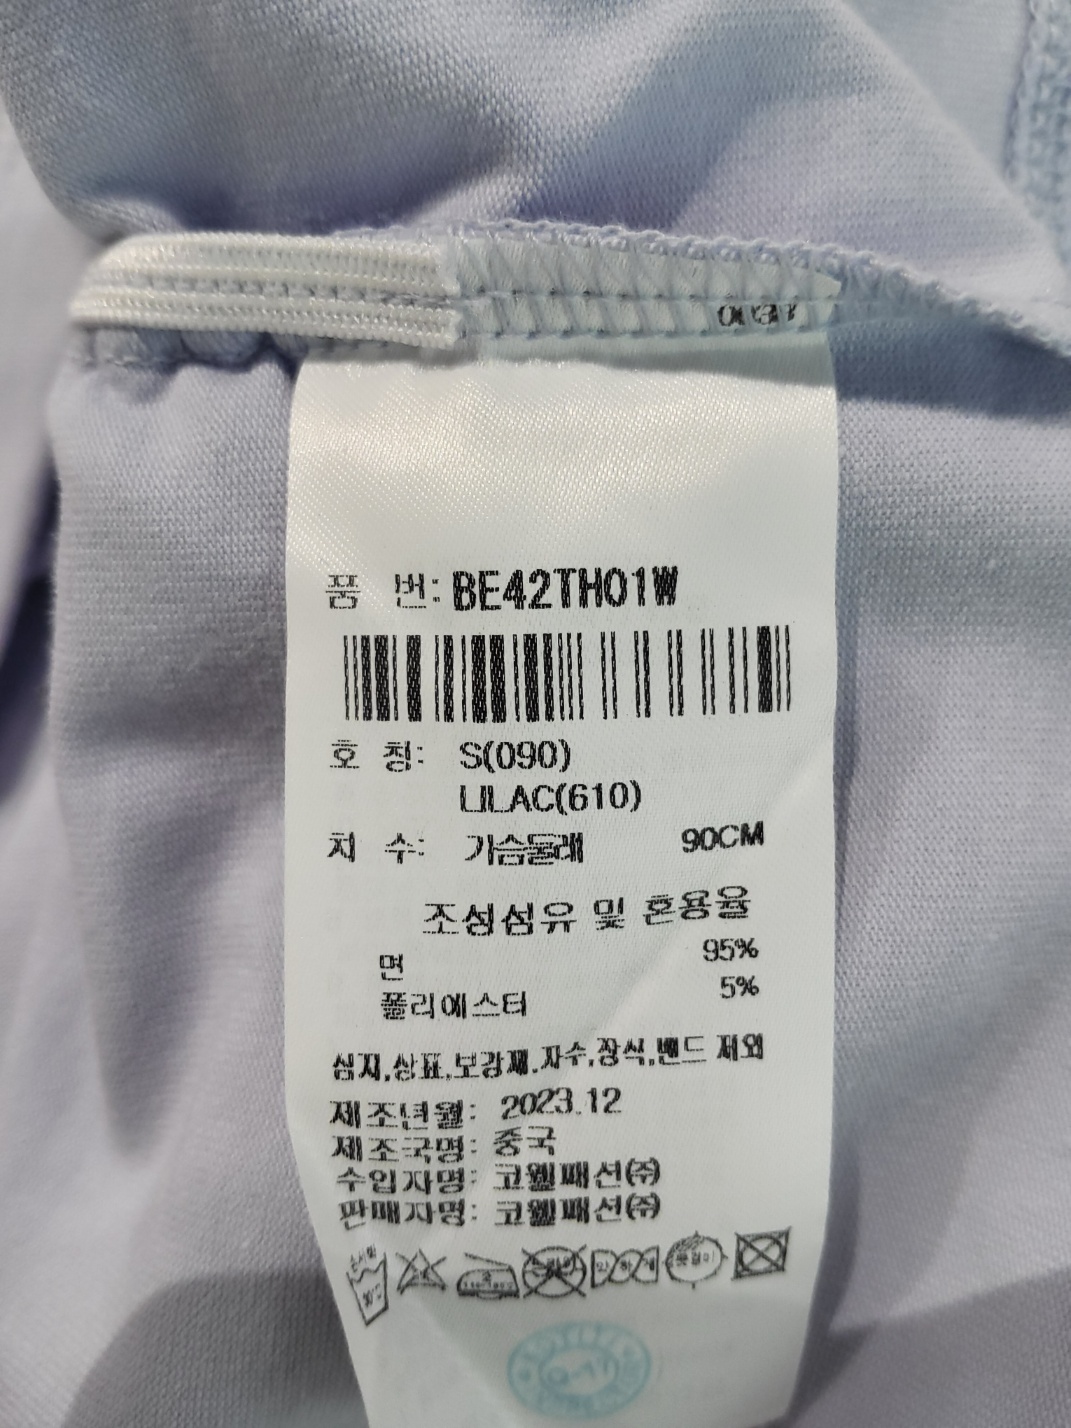 품 번: BE42TH01W
호 칭: S(090)
LILAC(610)
치 수: 가슴둘레 90CM
조성섬유 및 혼용율
면 95%
폴리에스터 5%
심지,상표,보강재,자수,장식,밴드 제외
제조년월: 2023.12
제조국명: 중국
수입자명: 코웰패션㈜
판매자명: 코웰패션㈜